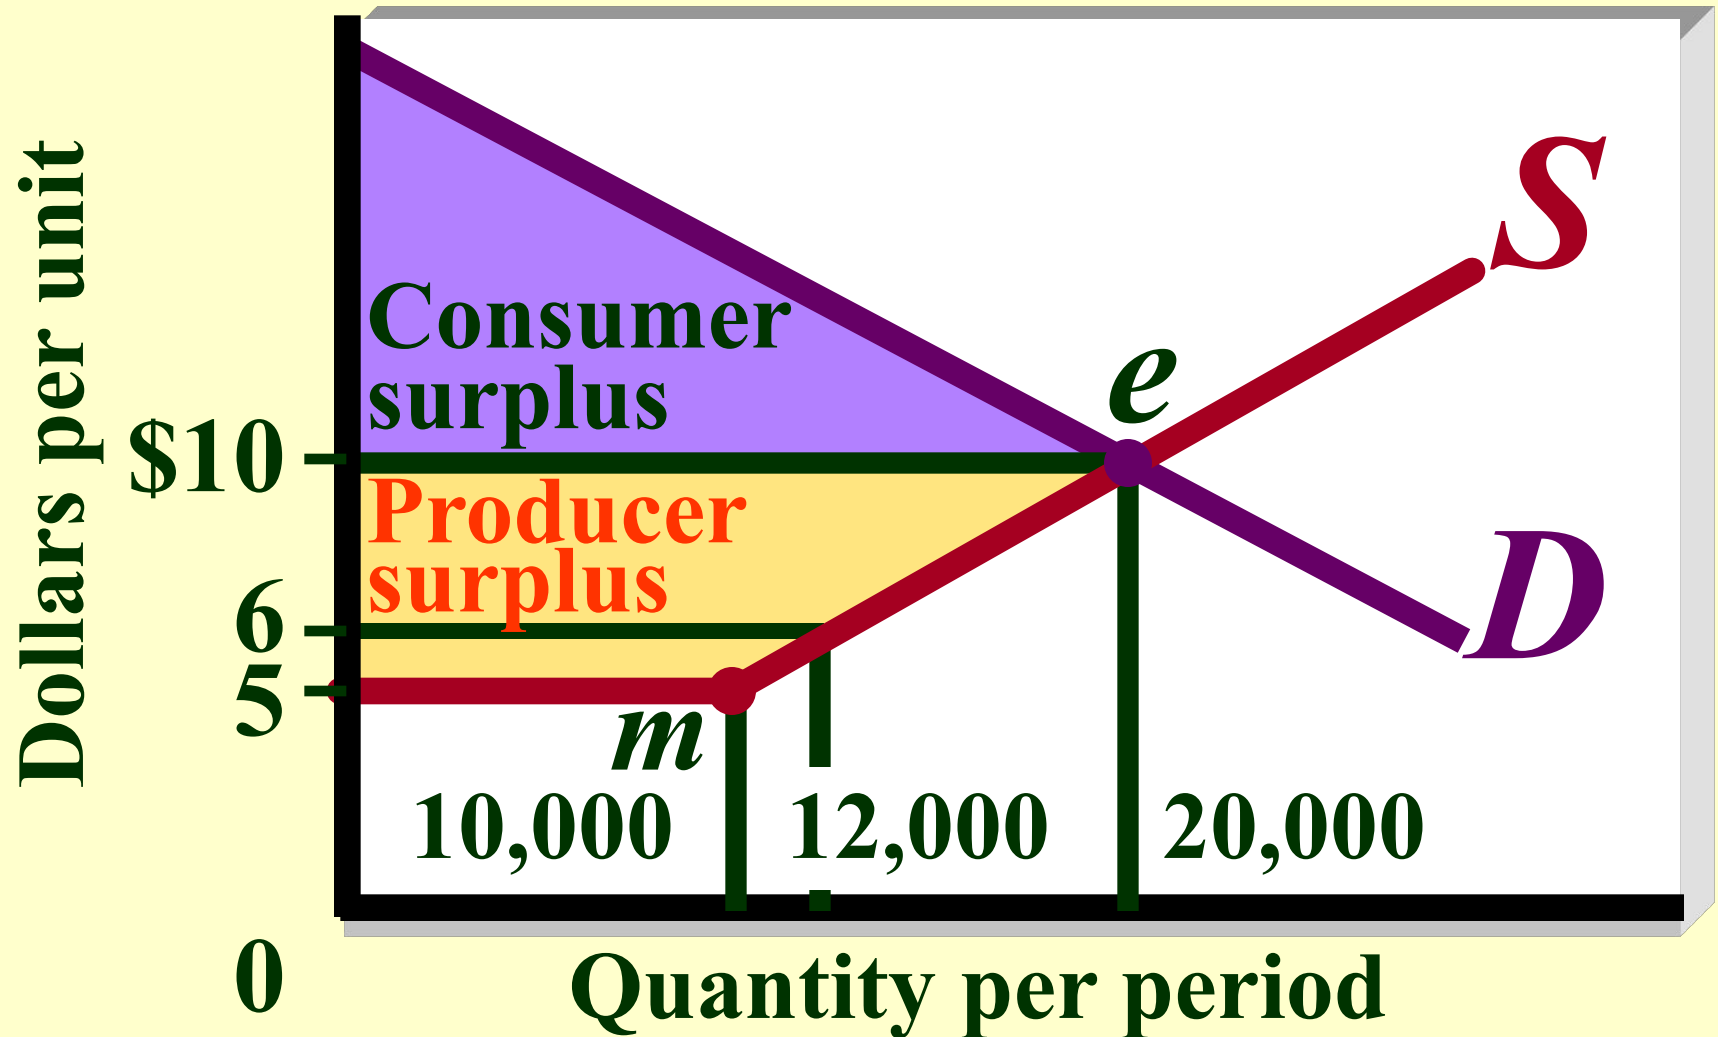 Dollars per unit
S
Consumer
surplus
e
$10
Producer
surplus
D
6
5
m
10,000
12,000
20,000
0
Quantity per period